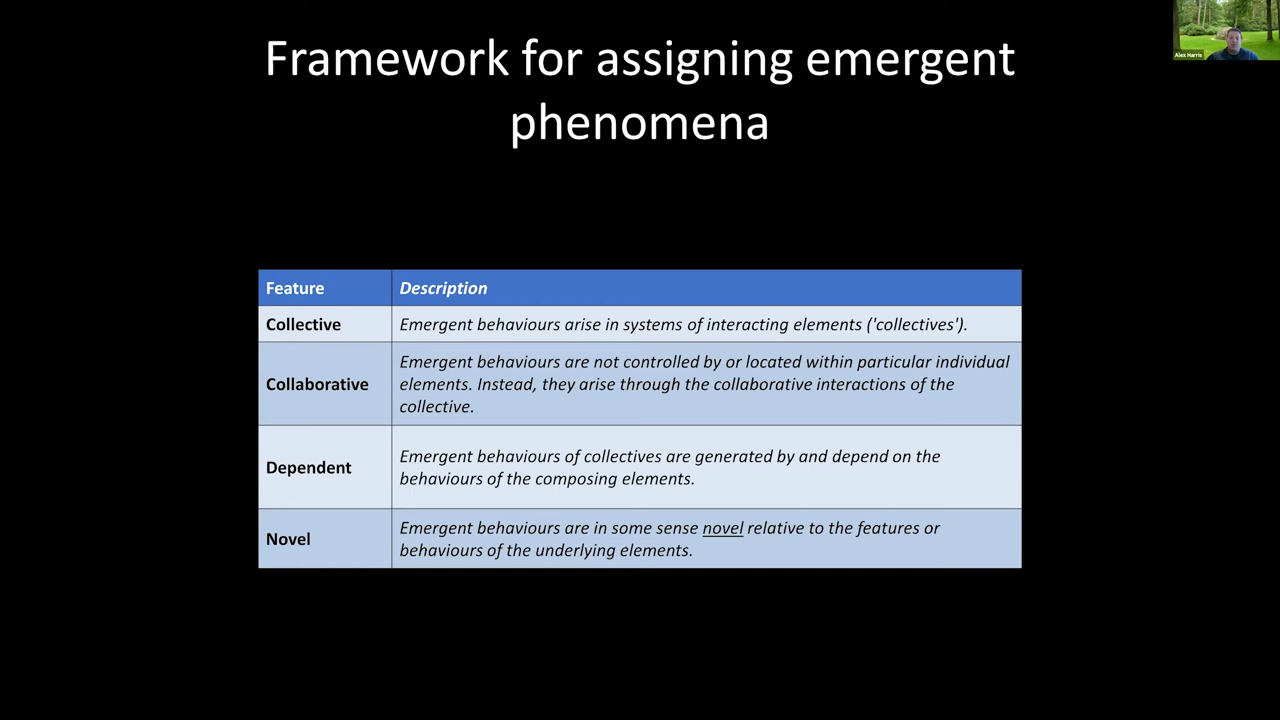 Alex Harris
Framework for assigning emergent
phenomena
Feature
Description
Collective
Emergent behaviours arise in systems of interacting elements ('collectives').
Collaborative
Emergent behaviours are not controlled by or located within particular individual
elements. Instead, they arise through the collaborative interactions of the
collective.
Dependent
Emergent behaviours of collectives are generated by and depend on the
behaviours of the composing elements.
Novel
Emergent behaviours are in some sense novel relative to the features or
behaviours of the underlying elements.